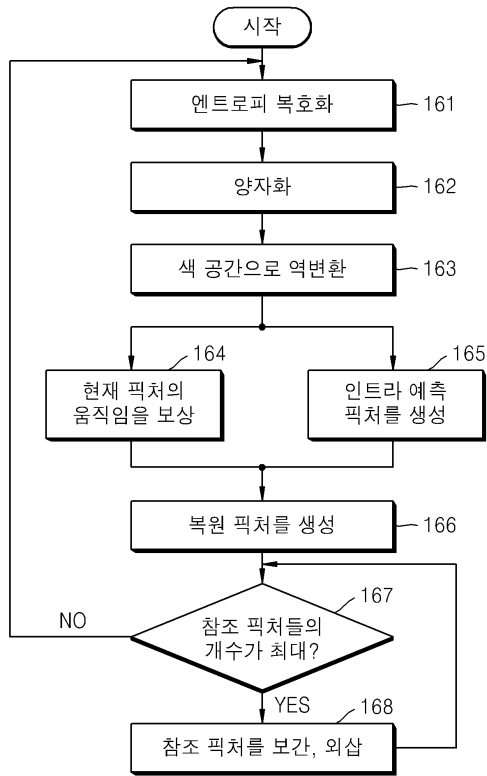 시작
엔트로피 복호화
161
양자화
162
색 공간으로 역변환
163
164
현재 픽처의
움직임을 보상
165
인트라 예측
픽처를 생성
복원 픽처를 생성
166
167
참조 픽처들의
개수가 최대?
NO
YES
168
참조 픽처를 보간, 외삽